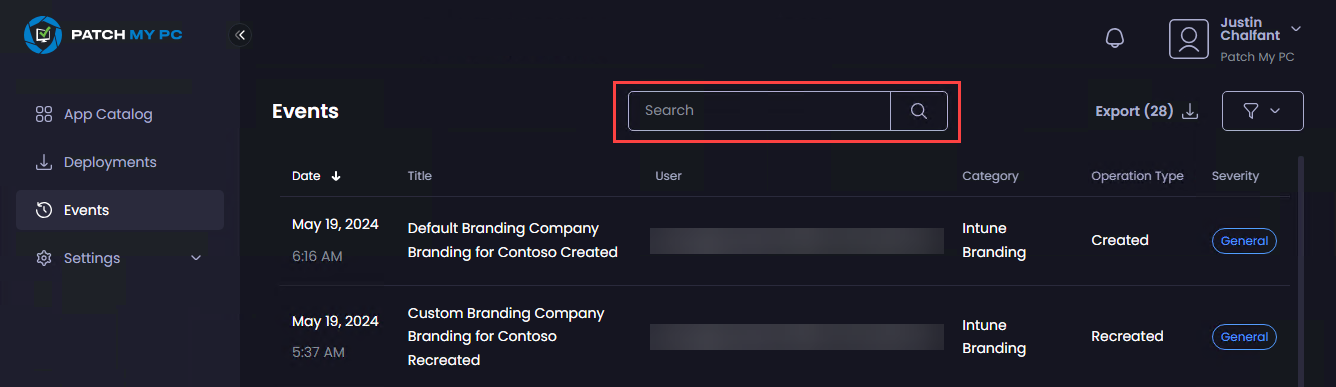 PATCH MY PC
Justin
Chalfant
Patch My PC
App Catalog
Deployments
Events
Settings
Events
Search
Export (28)
Date
Title
User
Category
Operation Type
Severity
May 19, 2024
6:16 AM
Default Branding Company
Branding for Contoso Created
Intune
Branding
Created
General
May 19, 2024
5:37 AM
Custom Branding Company
Branding for Contoso
Recreated
Intune
Branding
Recreated
General